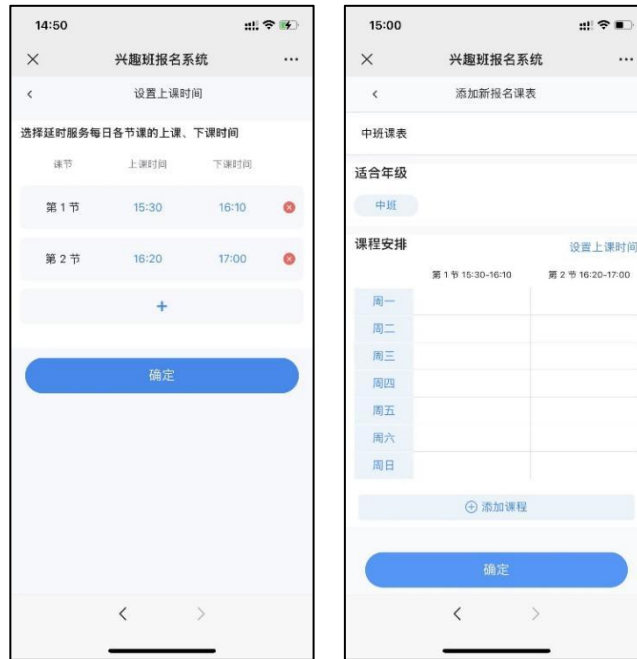 14:50
兴趣班报名系统
设置上课时间
选择延时服务每日各节课的上课、下课时间
课节 上课时间 下课时间
第 1 节 15:30 16:10
第 2 节 16:20 17:00
+
确定
15:00
兴趣班报名系统
添加新报名课表
中班课表
适合年级
中班
课程安排 设置上课时间
第 1 节 15:30-16:10 第 2 节 16:20-17:00
周一
周二
周三
周四
周五
周六
周日
添加课程
确定